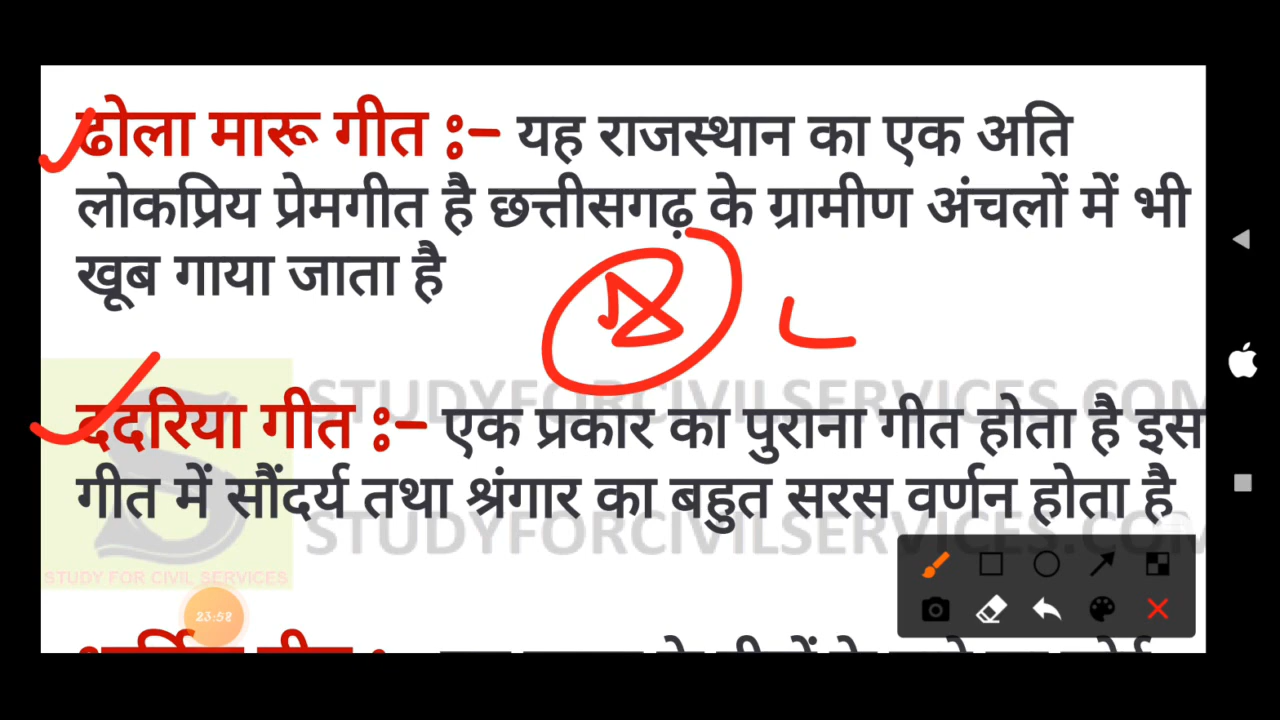 ढोला मारू गीत :– यह राजस्थान का एक अति
लोकप्रिय प्रेमगीत है छत्तीसगढ़ के ग्रामीण अंचलों में भी
खूब गाया जाता है
STUDYFORCIVILSERVICES.COM
ददरिया गीत :– एक प्रकार का पुराना गीत होता है इस
गीत में सौंदर्य तथा श्रंगार का बहुत सरस वर्णन होता है
STUDYFORCIVILSERVICES.COM
STUDY FOR CIVIL SERVICES
23:52